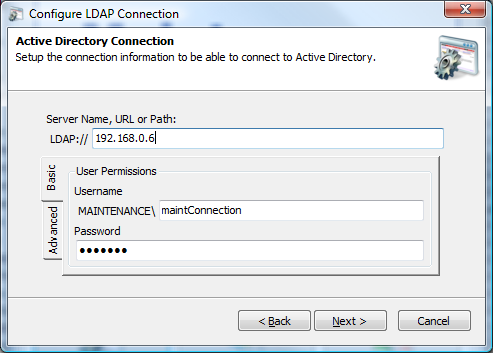 Configure LDAP Connection
Active Directory Connection
Setup the connection information to be able to connect to Active Directory.
Server Name, URL or Path:
LDAP:// 192.168.0.6
Basic
Advanced
User Permissions
Username
MAINTENANCE\ maintConnection
Password
•••••••
< Back Next > Cancel